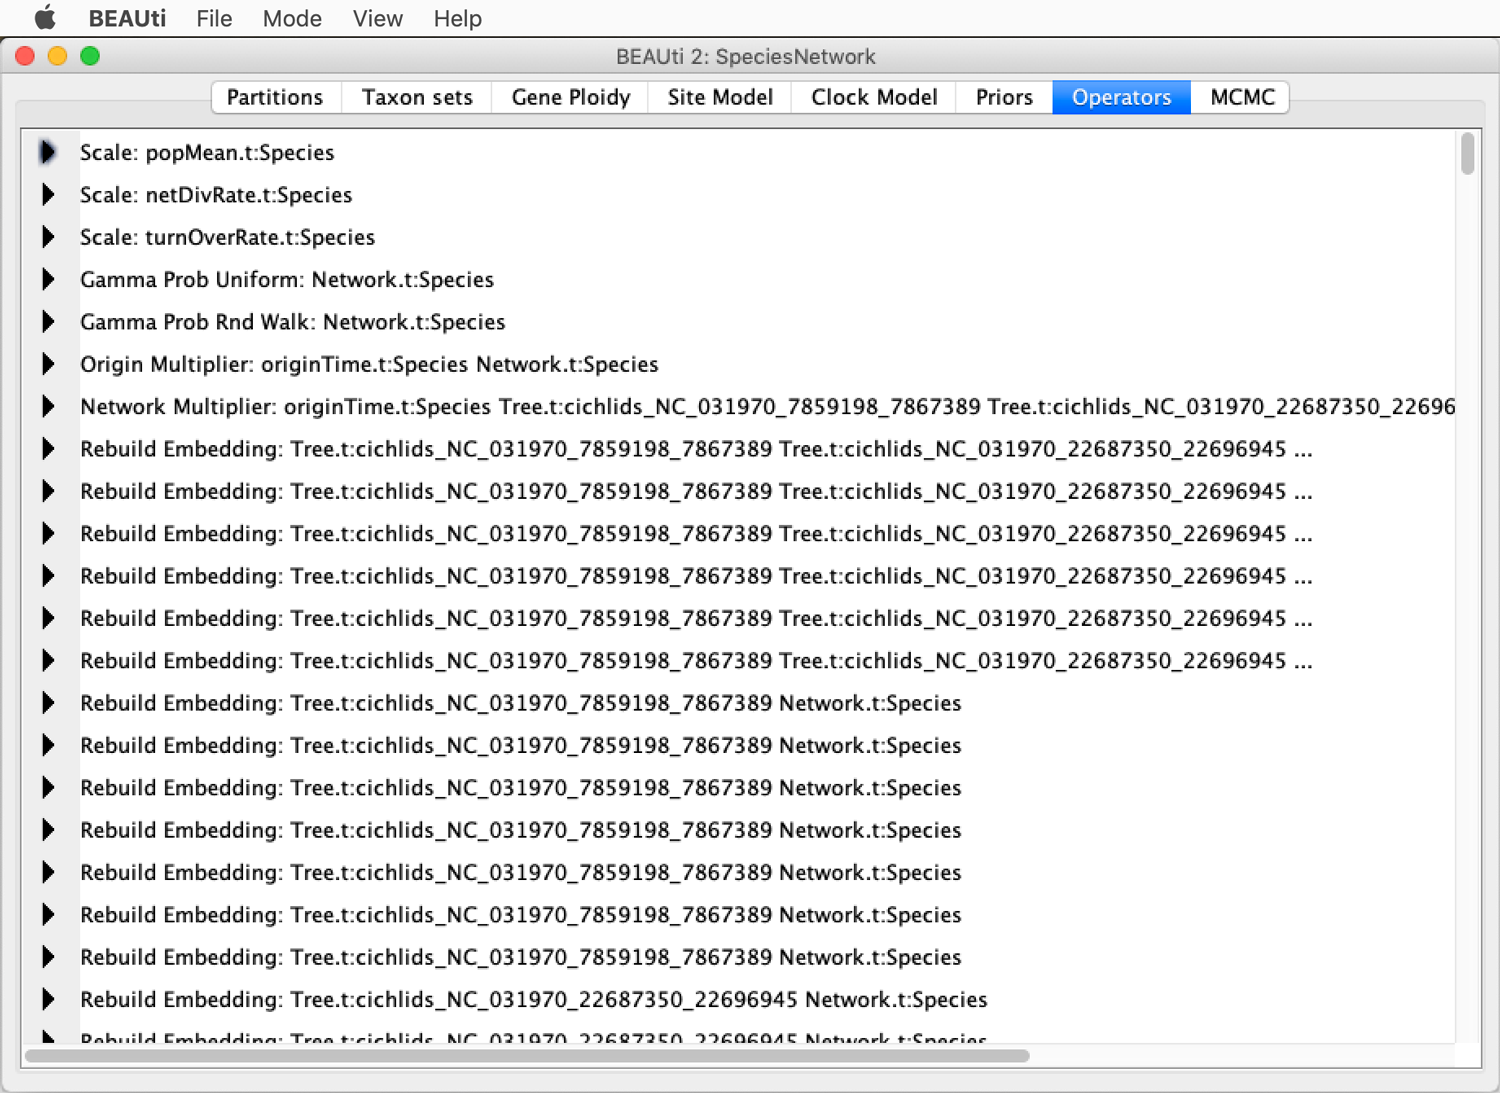 BEAUti File Mode View Help
BEAUti 2: SpeciesNetwork
Partitions Taxon sets Gene Ploidy Site Model Clock Model Priors Operators MCMC
Scale: popMean.t:Species
Scale: netDivRate.t:Species
Scale: turnOverRate.t:Species
Gamma Prob Uniform: Network.t:Species
Gamma Prob Rnd Walk: Network.t:Species
Origin Multiplier: originTime.t:Species Network.t:Species
Network Multiplier: originTime.t:Species Tree.t:cichlids_NC_031970_7859198_7867389 Tree.t:cichlids_NC_031970_22687350_22696
Rebuild Embedding: Tree.t:cichlids_NC_031970_7859198_7867389 Tree.t:cichlids_NC_031970_22687350_22696945 ...
Rebuild Embedding: Tree.t:cichlids_NC_031970_7859198_7867389 Tree.t:cichlids_NC_031970_22687350_22696945 ...
Rebuild Embedding: Tree.t:cichlids_NC_031970_7859198_7867389 Tree.t:cichlids_NC_031970_22687350_22696945 ...
Rebuild Embedding: Tree.t:cichlids_NC_031970_7859198_7867389 Tree.t:cichlids_NC_031970_22687350_22696945 ...
Rebuild Embedding: Tree.t:cichlids_NC_031970_7859198_7867389 Tree.t:cichlids_NC_031970_22687350_22696945 ...
Rebuild Embedding: Tree.t:cichlids_NC_031970_7859198_7867389 Tree.t:cichlids_NC_031970_22687350_22696945 ...
Rebuild Embedding: Tree.t:cichlids_NC_031970_7859198_7867389 Network.t:Species
Rebuild Embedding: Tree.t:cichlids_NC_031970_7859198_7867389 Network.t:Species
Rebuild Embedding: Tree.t:cichlids_NC_031970_7859198_7867389 Network.t:Species
Rebuild Embedding: Tree.t:cichlids_NC_031970_7859198_7867389 Network.t:Species
Rebuild Embedding: Tree.t:cichlids_NC_031970_7859198_7867389 Network.t:Species
Rebuild Embedding: Tree.t:cichlids_NC_031970_7859198_7867389 Network.t:Species
Rebuild Embedding: Tree.t:cichlids_NC_031970_7859198_7867389 Network.t:Species
Rebuild Embedding: Tree.t:cichlids_NC_031970_22687350_22696945 Network.t:Species
Rebuild Embedding: Tree.t:cichlids_NC_031970_22687350_22696945 Network.t:Species